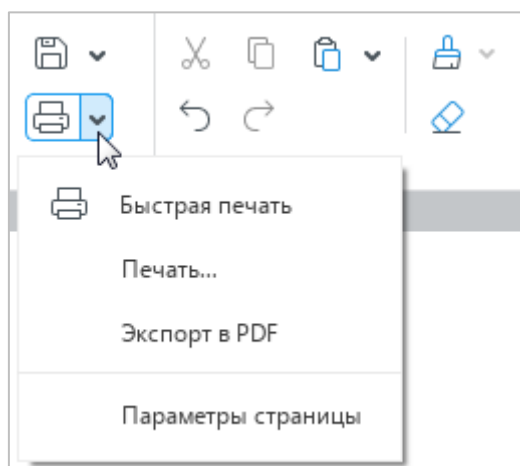 Быстрая печать
Печать...
Экспорт в PDF
Параметры страницы